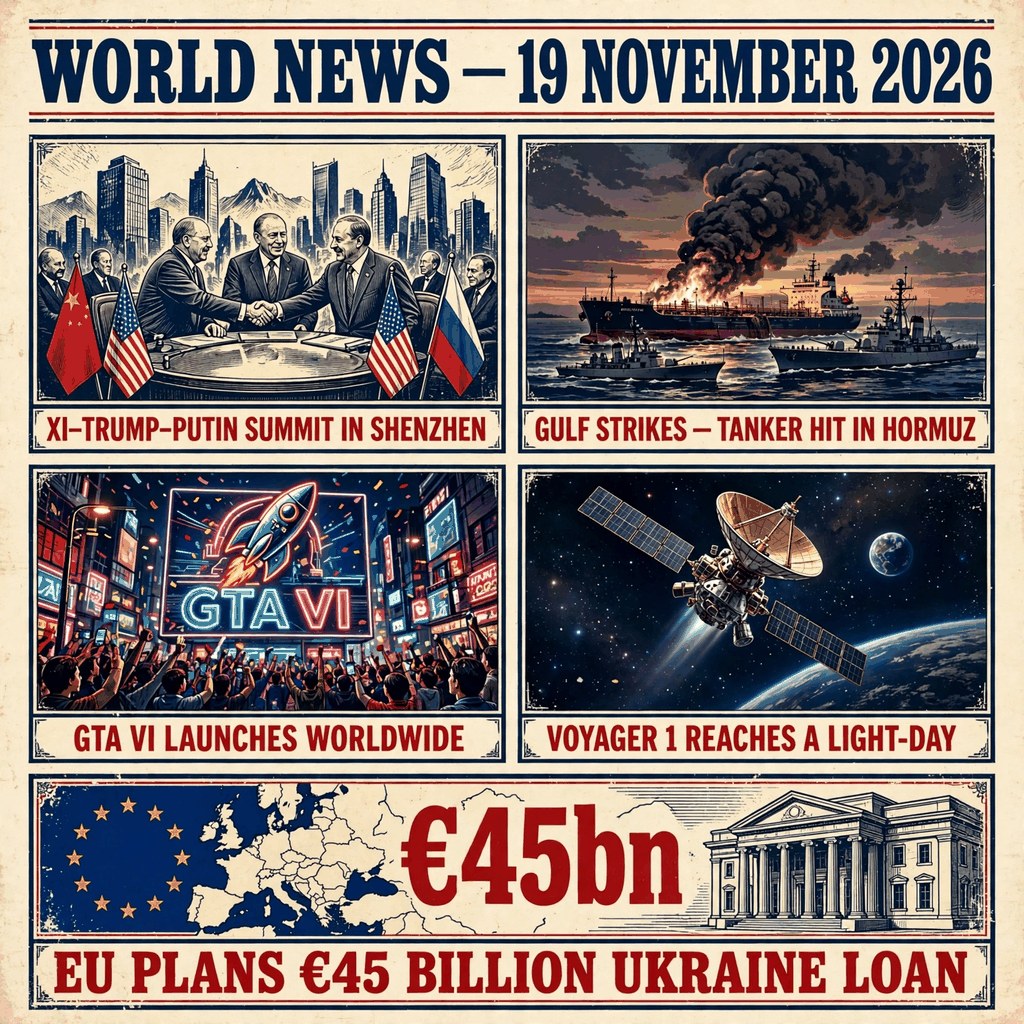 WORLD NEWS – 19 NOVEMBER 2026
XI–TRUMP–PUTIN SUMMIT IN SHENZHEN
GULF STRIKES – TANKER HIT IN HORMUZ
GTA VI
GTA VI LAUNCHES WORLDWIDE
VOYAGER 1 REACHES A LIGHT-DAY
€45bn
EU PLANS €45 BILLION UKRAINE LOAN